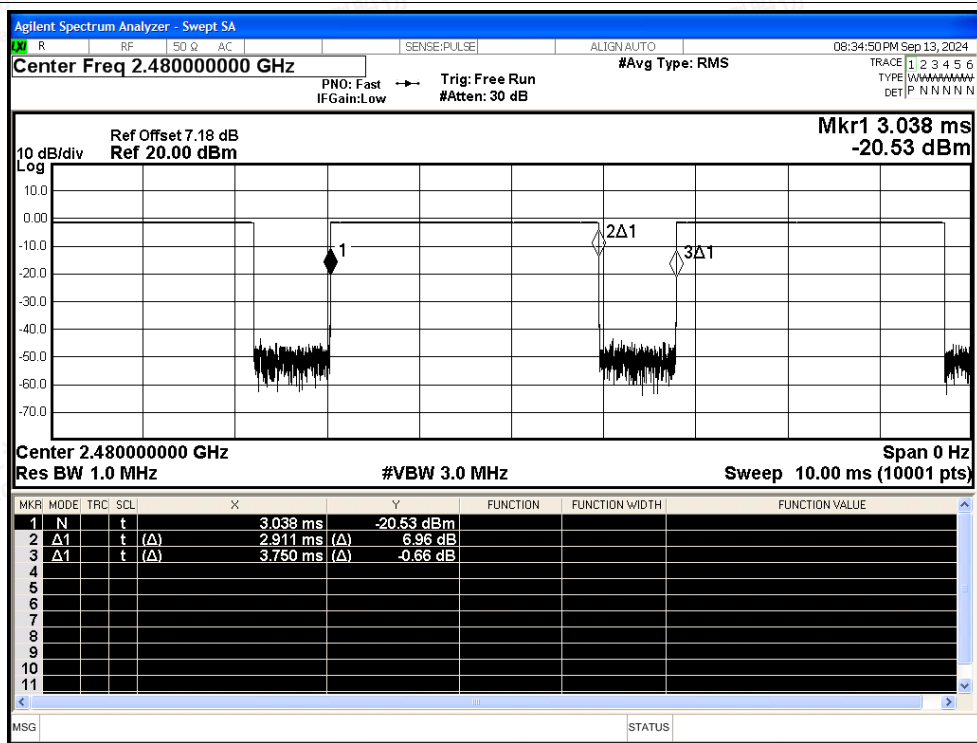 Agilent Spectrum Analyzer - Swept SA
LXI R RF 50 Ω AC SENSE:PULSE ALIGN AUTO 08:34:50 PM Sep 13, 2024
Center Freq 2.480000000 GHz
PNO: Fast
IFGain:Low
Trig: Free Run
#Atten: 30 dB
#Avg Type: RMS
TRACE 1 2 3 4 5 6
TYPE WWWWWW
DET P N N N N N
Mkr1 3.038 ms
-20.53 dBm
Ref Offset 7.18 dB
10 dB/div Ref 20.00 dBm
Log
10.0
0.00
-10.0
-20.0
-30.0
-40.0
-50.0
-60.0
-70.0
1
2Δ1
3Δ1
Center 2.480000000 GHz Span 0 Hz
Res BW 1.0 MHz #VBW 3.0 MHz Sweep 10.00 ms (10001 pts)
MKR MODE TRC SCL X Y FUNCTION FUNCTION WIDTH FUNCTION VALUE
1 N t 3.038 ms -20.53 dBm
2 Δ1 t (Δ) 2.911 ms (Δ) 6.96 dB
3 Δ1 t (Δ) 3.750 ms (Δ) -0.66 dB
4
5
6
7
8
9
10
11
MSG STATUS